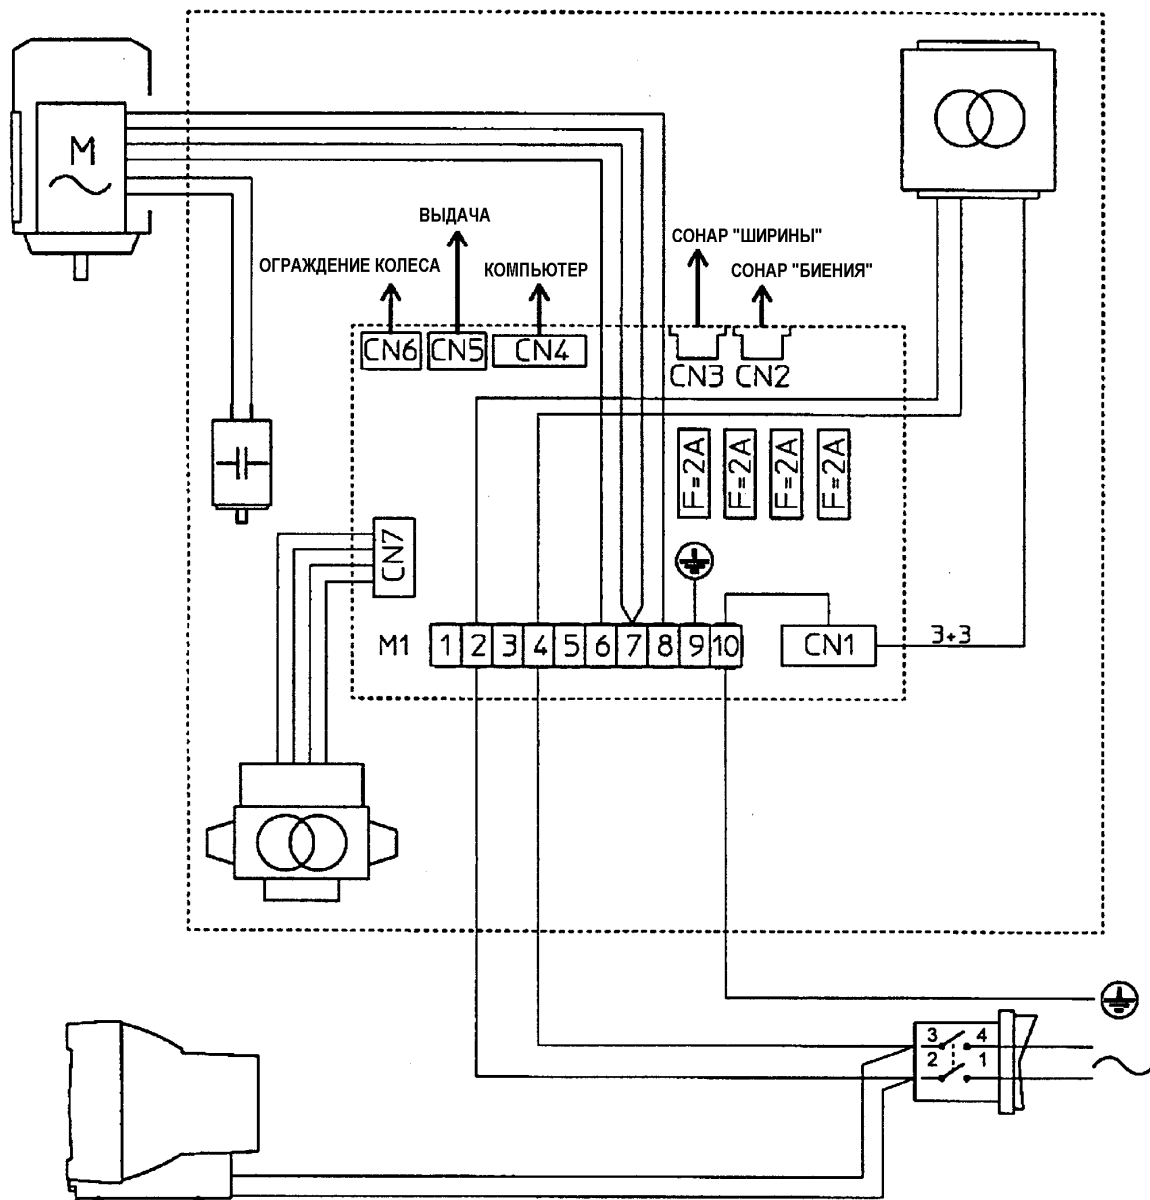 M
ВЫДАЧА
СОНАР "ШИРИНЫ"
ОГРАЖДЕНИЕ КОЛЕСА
КОМПЬЮТЕР
СОНАР "БИЕНИЯ"
CN6
CN5
CN4
CN3
CN2
F=2A
F=2A
F=2A
F=2A
CN7
M1
1
2
3
4
5
6
7
8
9
10
CN1
3+3
3
4
2
1